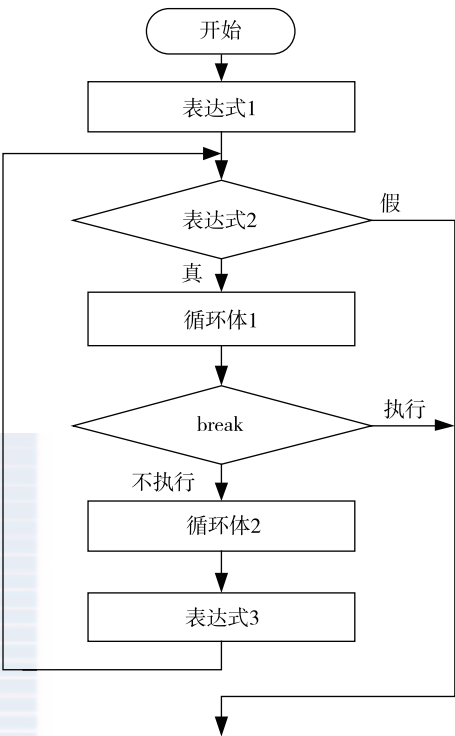 开始
表达式1
表达式2
假
真
循环体1
break
执行
不执行
循环体2
表达式3